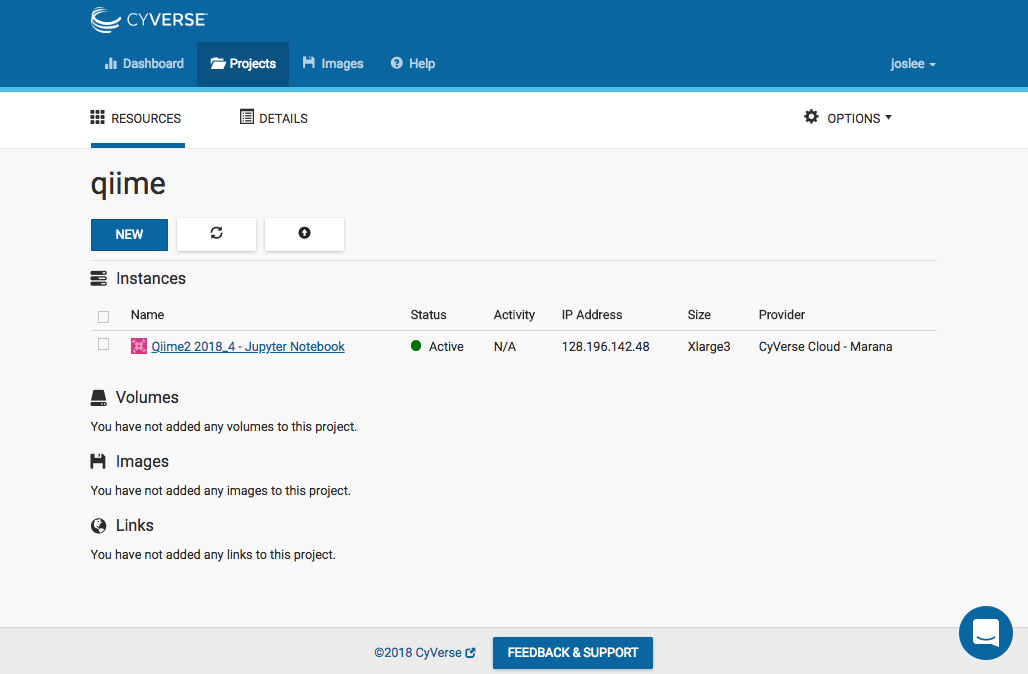 CYVERSE™
Dashboard Projects Images Help joslee
RESOURCES DETAILS OPTIONS
qiime
NEW
Instances
Name Status Activity IP Address Size Provider
Qiime2 2018_4 - Jupyter Notebook Active N/A 128.196.142.48 Xlarge3 CyVerse Cloud - Marana
Volumes
You have not added any volumes to this project.
Images
You have not added any images to this project.
Links
You have not added any links to this project.
©2018 CyVerse FEEDBACK & SUPPORT